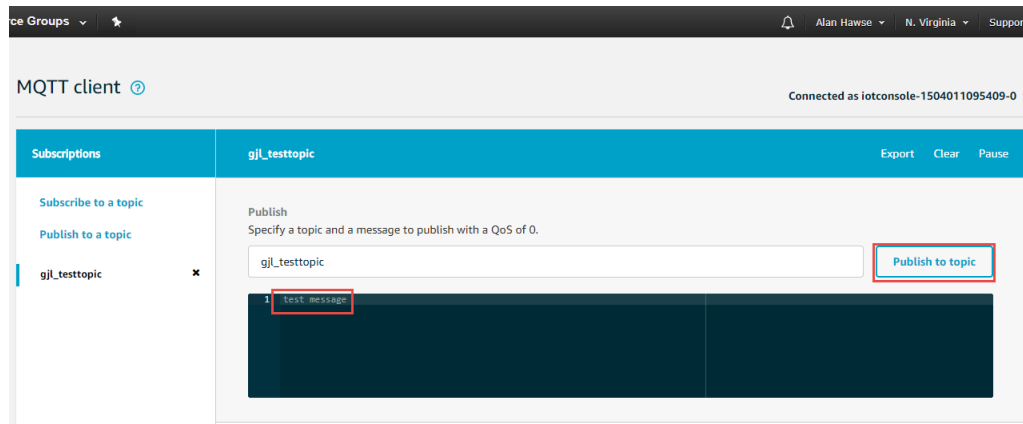 rce Groups Alan Hawse N. Virginia Suppor
MQTT client ?
Connected as iotconsole-1504011095409-0
Subscriptions gjl_testtopic Export Clear Pause
Subscribe to a topic
Publish to a topic
gjl_testtopic
Publish
Specify a topic and a message to publish with a QoS of 0.
gjl_testtopic Publish to topic
1 test message